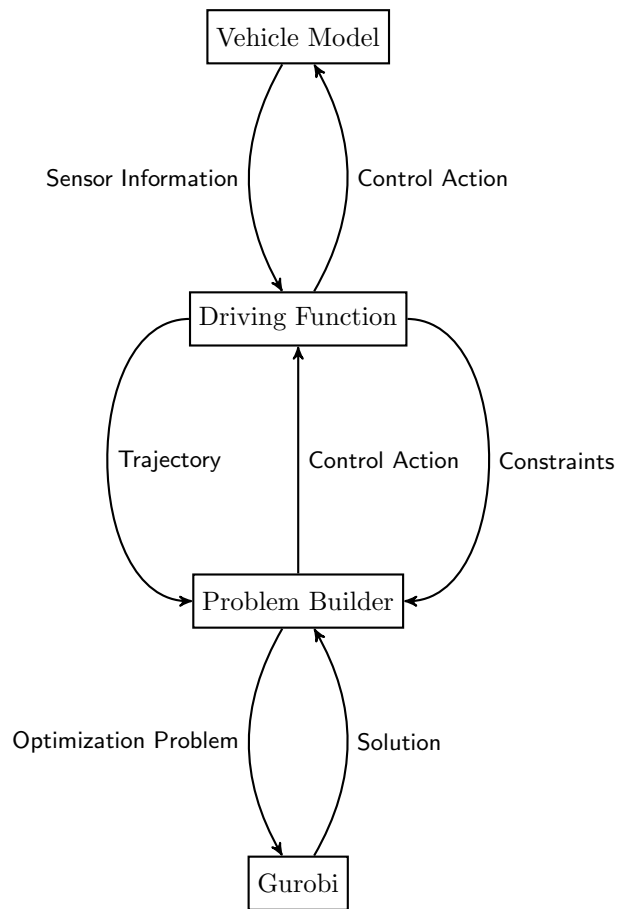 Vehicle Model
Sensor Information
Control Action
Driving Function
Trajectory
Control Action
Constraints
Problem Builder
Optimization Problem
Solution
Gurobi